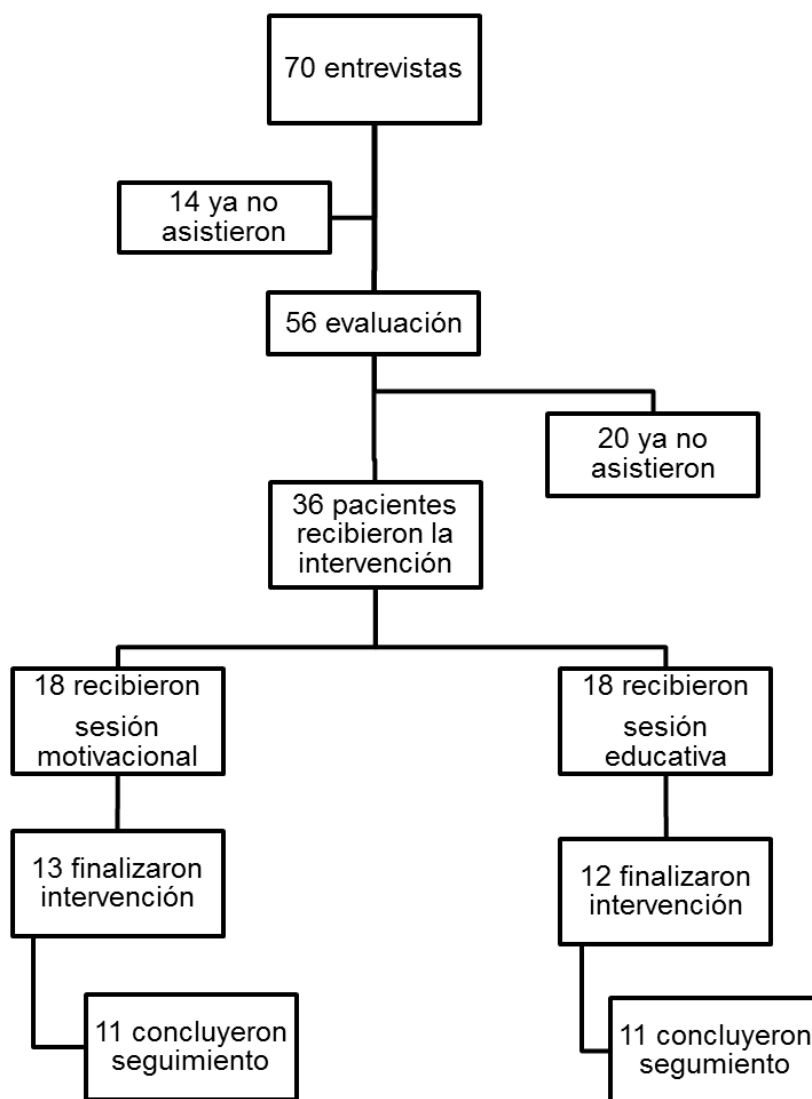 70 entrevistas
14 ya no
asistieron
56 evaluación
20 ya no
asistieron
36 pacientes
recibieron la
intervención
18 recibieron
sesión
motivacional
18 recibieron
sesión
educativa
13 finalizaron
intervención
12 finalizaron
intervención
11 concluyeron
seguimiento
11 concluyeron
segumiento